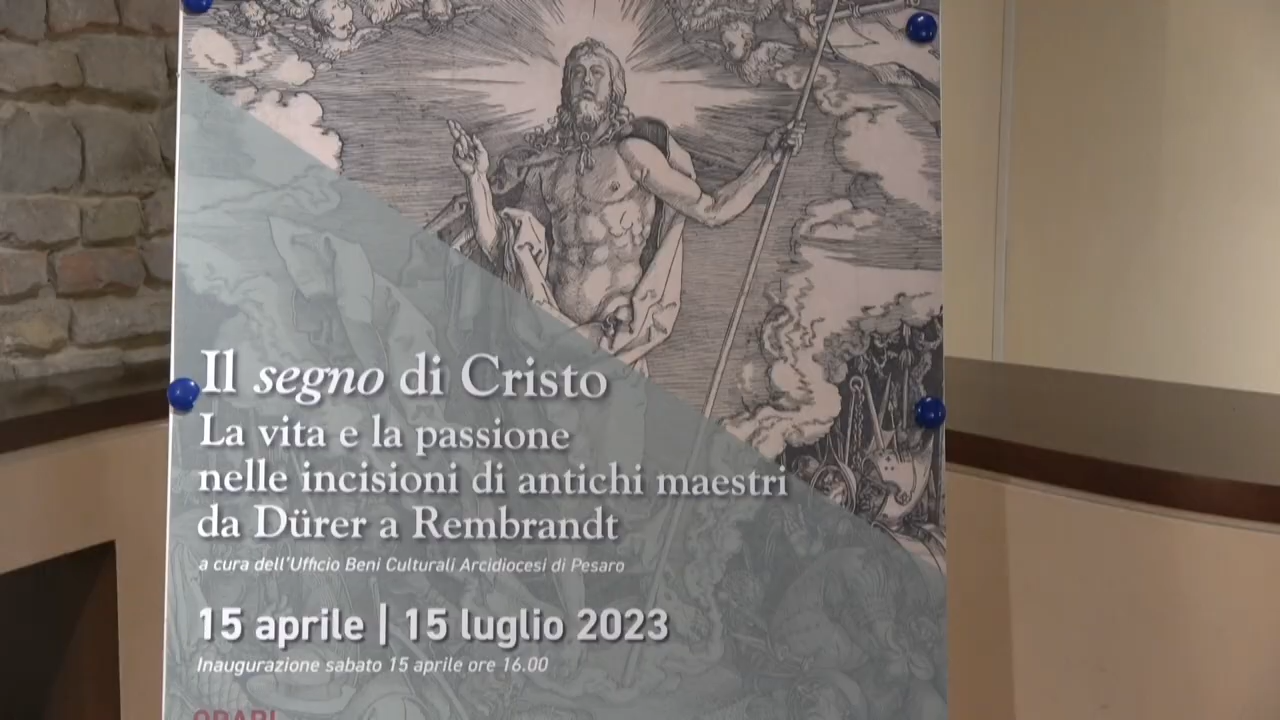 Il segno di Cristo
La vita e la passione
nelle incisioni di antichi maestri
da Dürer a Rembrandt
a cura dell'Ufficio Beni Culturali Arcidiocesi di Pesaro
15 aprile | 15 luglio 2023
Inaugurazione sabato 15 aprile ore 16.00
ORARI